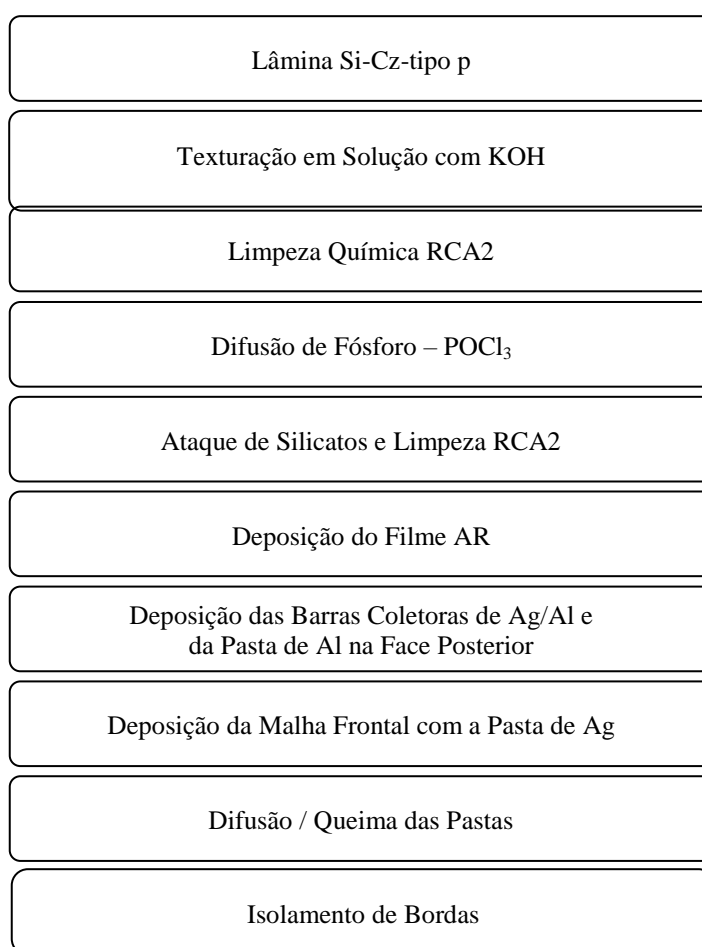 Lâmina Si-Cz-tipo p
Texturação em Solução com KOH
Limpeza Química RCA2
Difusão de Fósforo – POCl₃
Ataque de Silicatos e Limpeza RCA2
Deposição do Filme AR
Deposição das Barras Coletoras de Ag/Al e
da Pasta de Al na Face Posterior
Deposição da Malha Frontal com a Pasta de Ag
Difusão / Queima das Pastas
Isolamento de Bordas